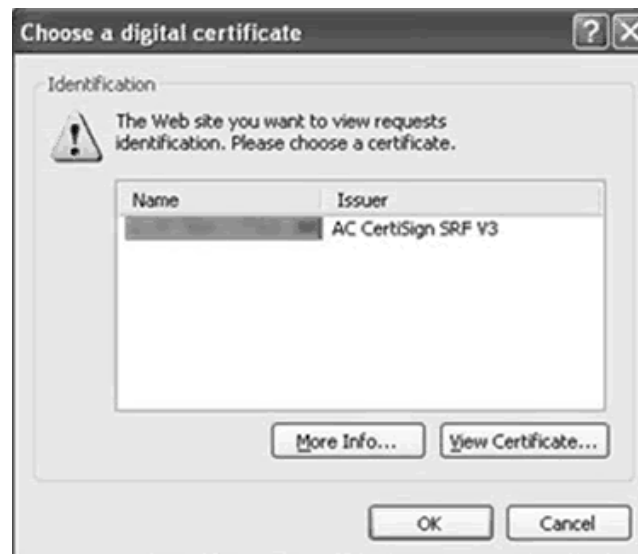 Choose a digital certificate
Identification
The Web site you want to view requests
identification. Please choose a certificate.
Name Issuer
AC CertiSign SRF V3
More Info... View Certificate...
OK Cancel